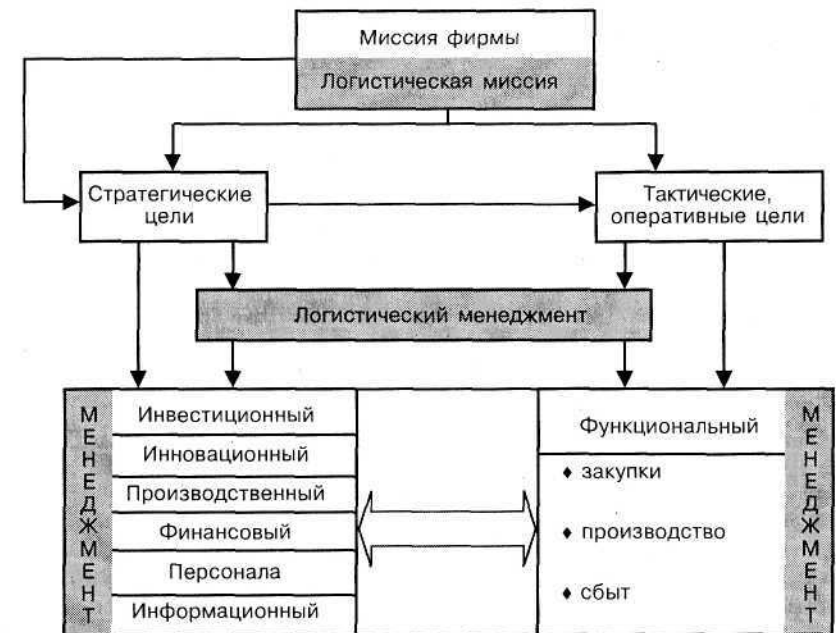 Миссия фирмы
Логистическая миссия
Стратегические
цели
Тактические,
оперативные цели
Логистический менеджмент
МЕНЕДЖМЕНТ
Инвестиционный
Инновационный
Производственный
Финансовый
Персонала
Информационный
Функциональный
♦ закупки
♦ производство
♦ сбыт
МЕНЕДЖМЕНТ